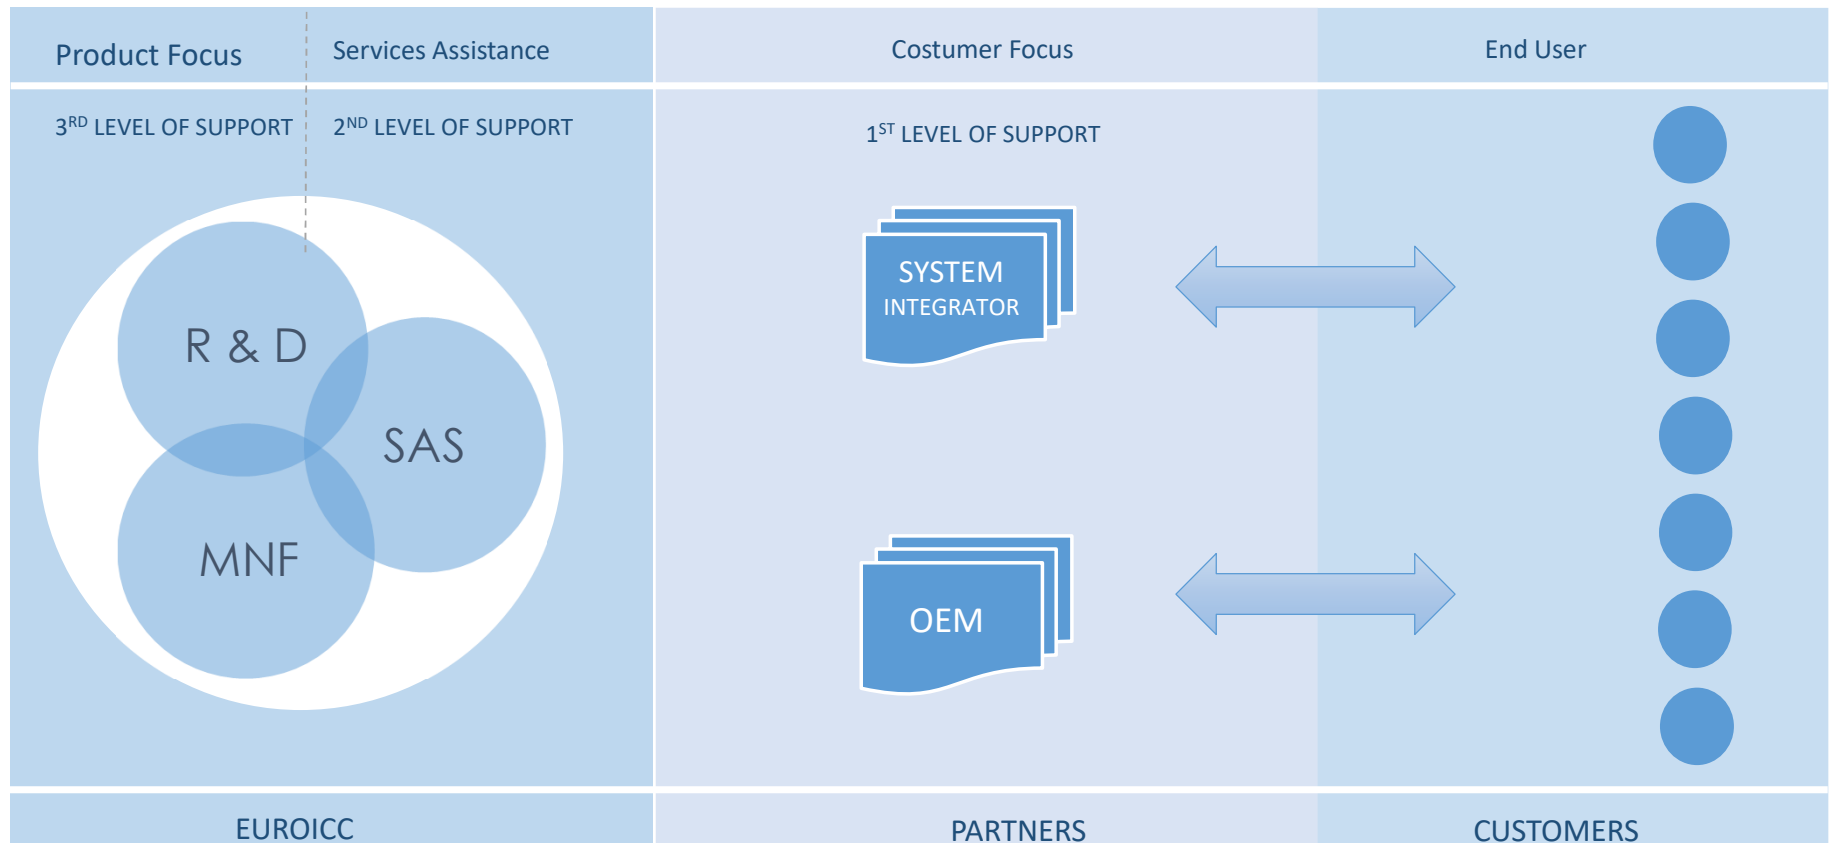 Product Focus
Services Assistance
Costumer Focus
End User
3RD LEVEL OF SUPPORT
2ND LEVEL OF SUPPORT
1ST LEVEL OF SUPPORT
R & D
SAS
MNF
SYSTEM
INTEGRATOR
OEM
EUROICC
PARTNERS
CUSTOMERS